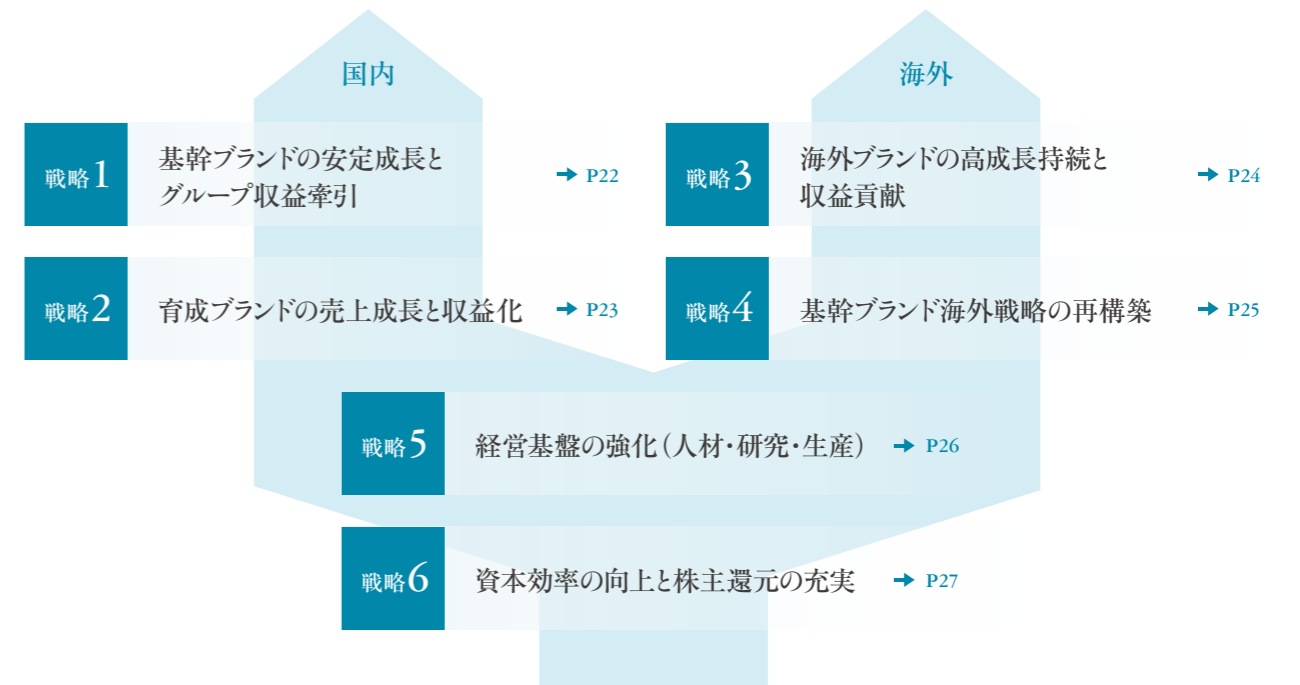 国内
海外
戦略1
基幹ブランドの安定成長と
グループ収益牽引
→ P22
戦略3
海外ブランドの高成長持続と
収益貢献
→ P24
戦略2
育成ブランドの売上成長と収益化
→ P23
戦略4
基幹ブランド海外戦略の再構築
→ P25
戦略5
経営基盤の強化(人材・研究・生産)
→ P26
戦略6
資本効率の向上と株主還元の充実
→ P27